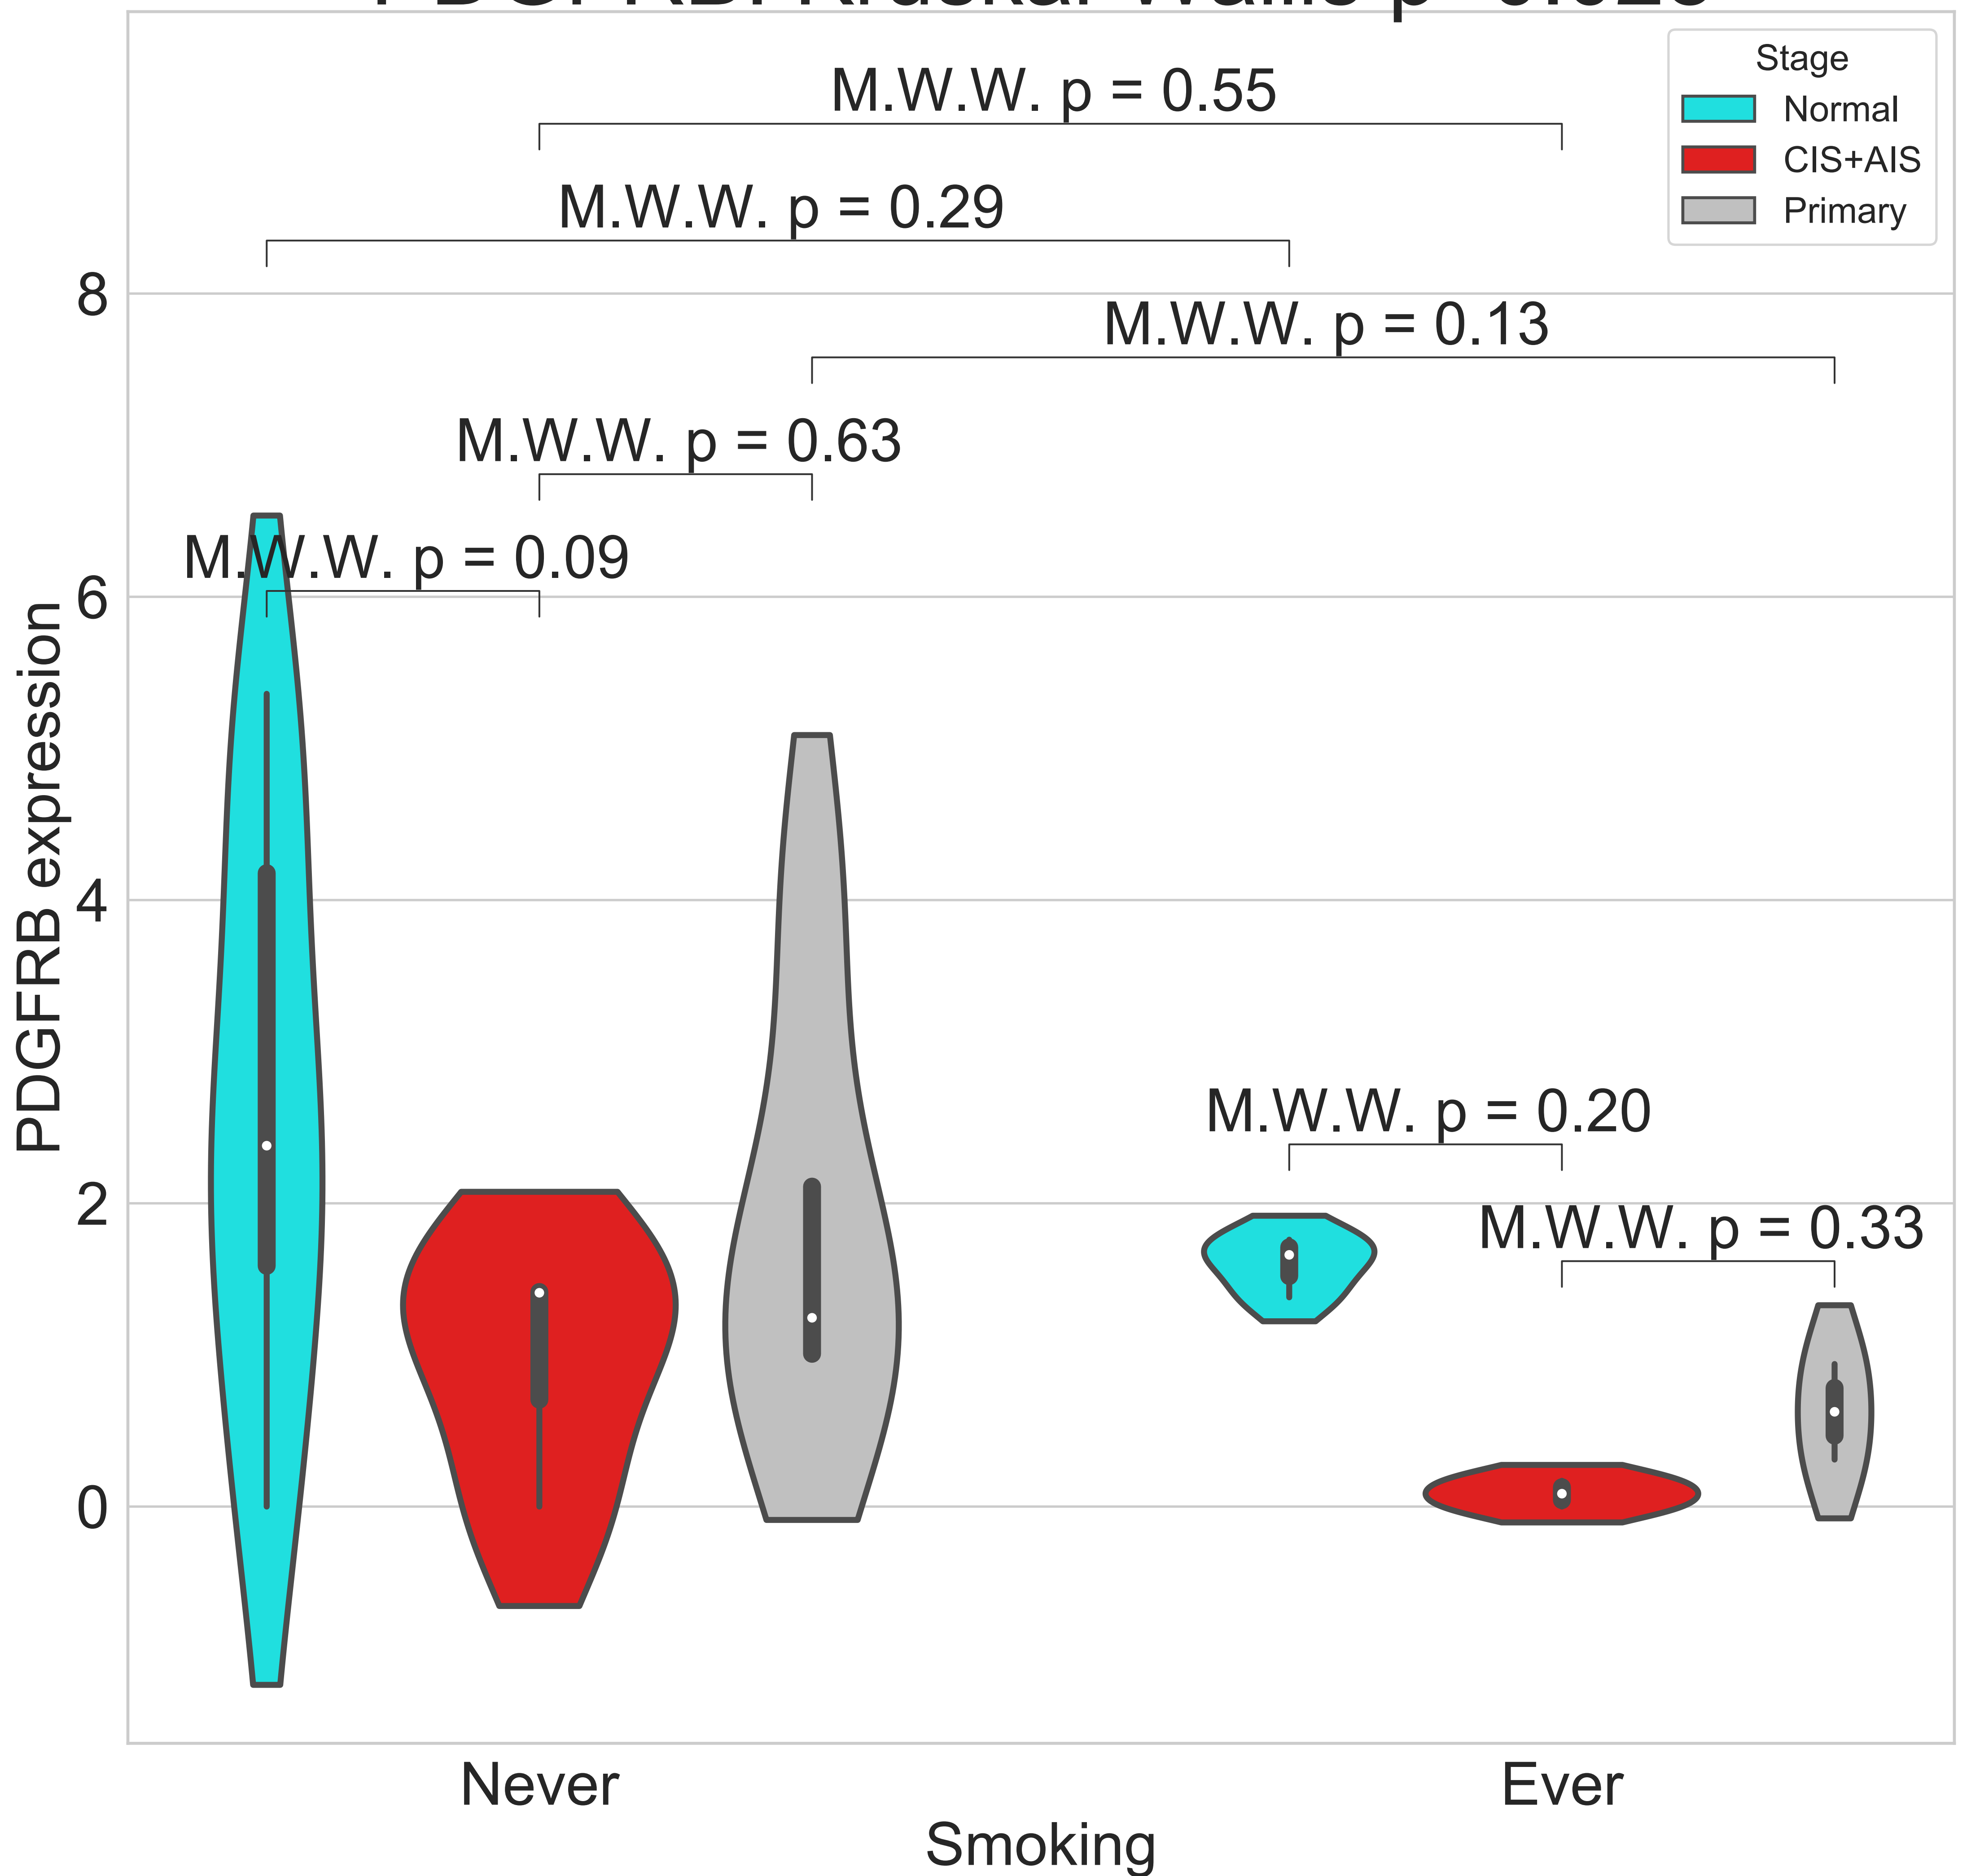 Stage
Normal
CIS+AIS
Primary
M.W.W. p = 0.55
M.W.W. p = 0.29
M.W.W. p = 0.13
M.W.W. p = 0.63
M.W.W. p = 0.09
M.W.W. p = 0.20
M.W.W. p = 0.33
PDGFRB expression
8
6
4
2
0
Never
Ever
Smoking